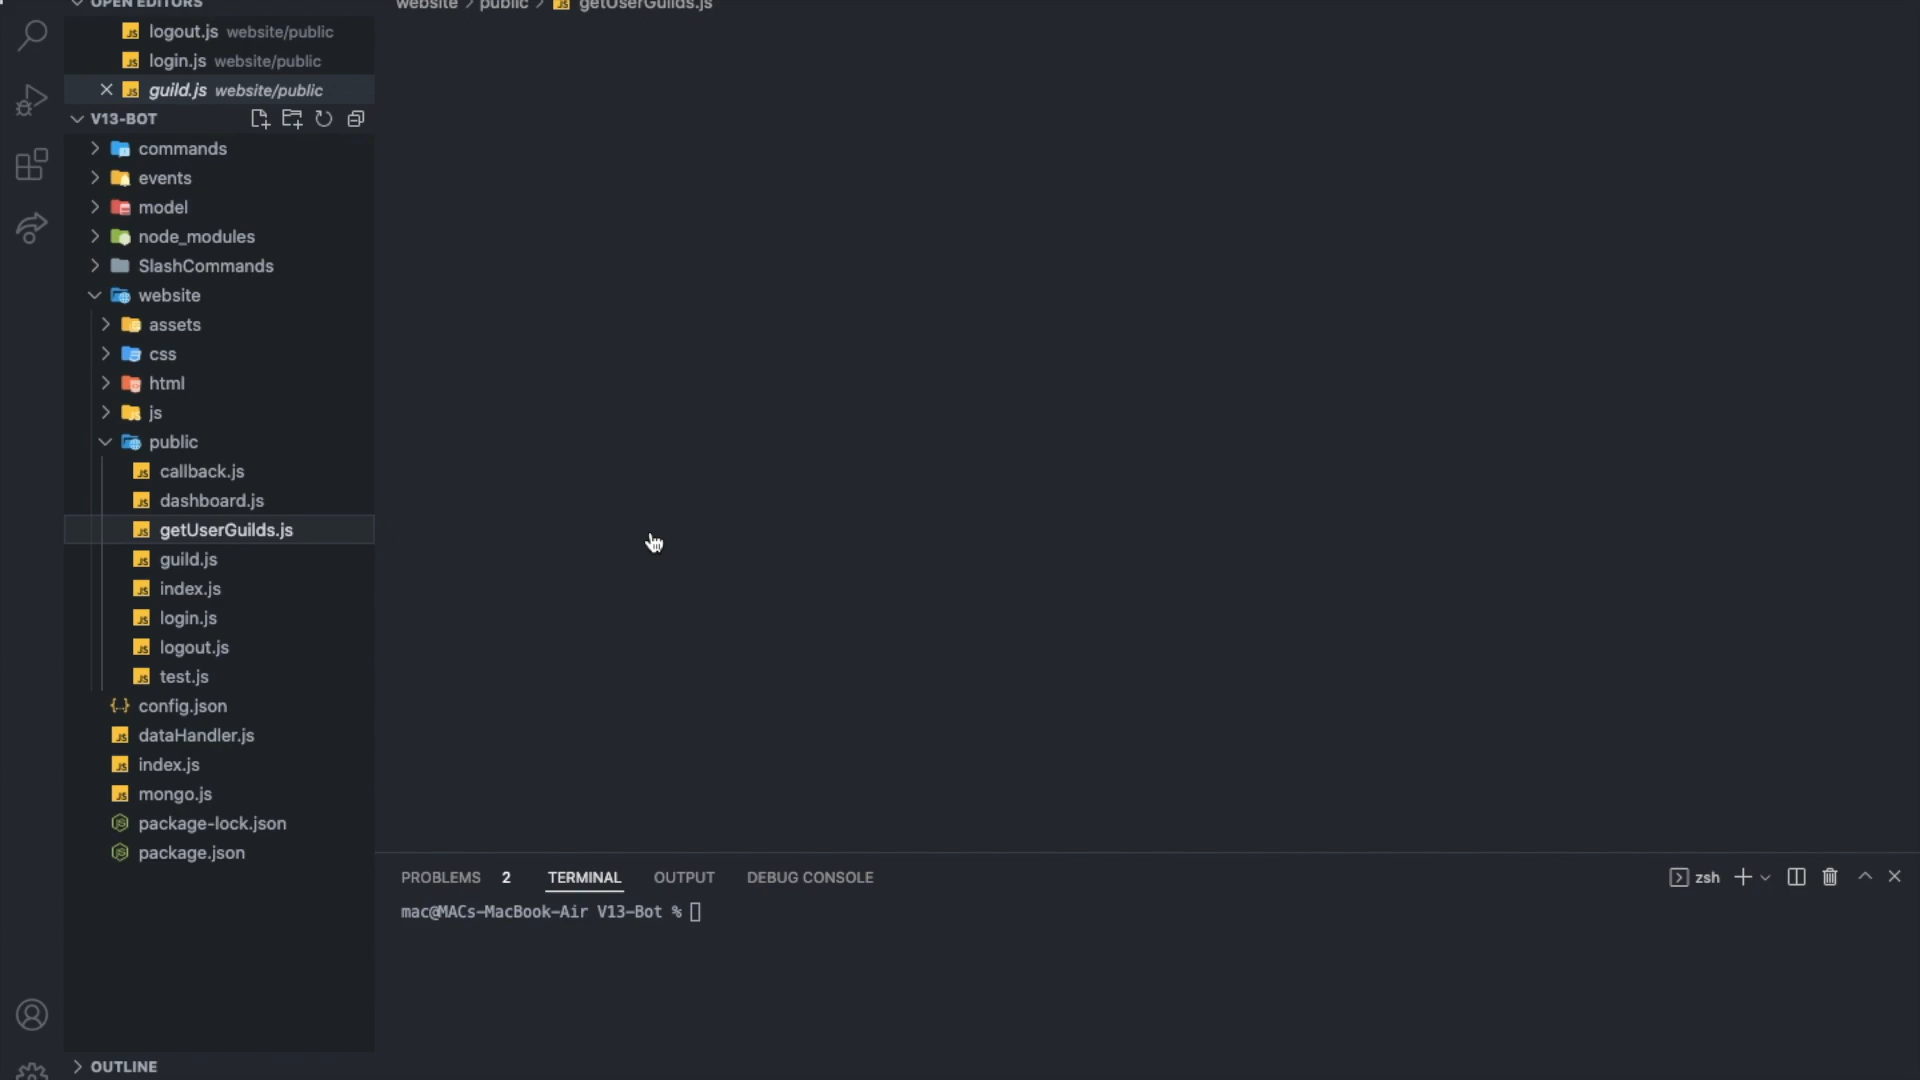 OPEN EDITORS
website > public > getUserGuilds.js
logout.js website/public
login.js website/public
guild.js website/public
V13-BOT
commands
events
model
node_modules
SlashCommands
website
assets
css
html
js
public
callback.js
dashboard.js
getUserGuilds.js
guild.js
index.js
login.js
logout.js
test.js
config.json
dataHandler.js
index.js
mongo.js
package-lock.json
package.json
PROBLEMS 2 TERMINAL OUTPUT DEBUG CONSOLE zsh
mac@MACs-MacBook-Air V13-Bot %
OUTLINE